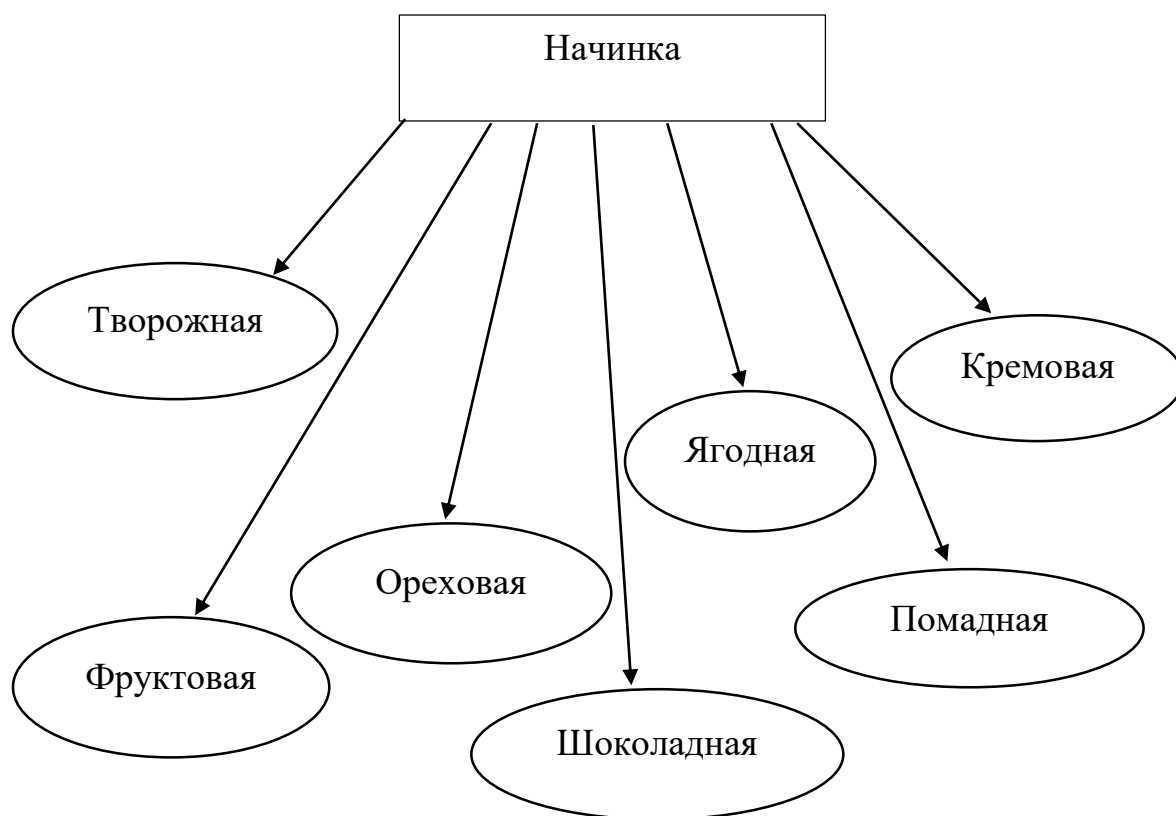 Начинка
Творожная
Кремовая
Ягодная
Ореховая
Помадная
Фруктовая
Шоколадная